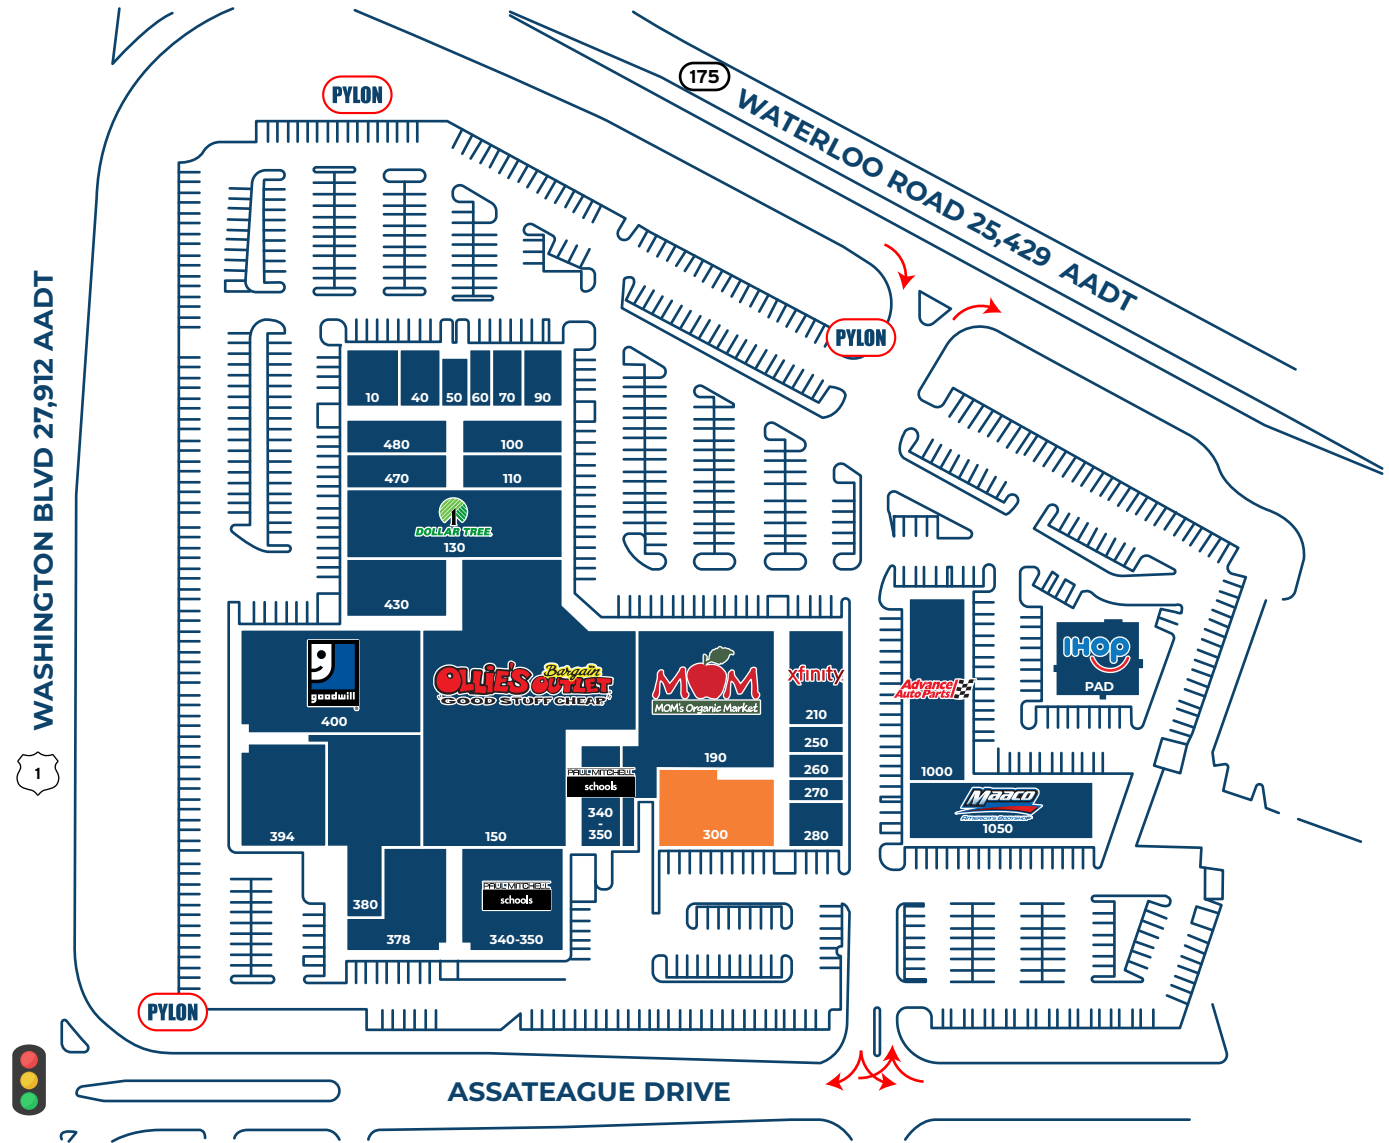 175
WATERLOO ROAD 25,429 AADT
PYLON
PYLON
WASHINGTON BLVD 27,912 AADT
1
10
40
50
60
70
90
480
100
470
110
DOLLAR TREE
130
430
goodwill
400
OLLIE'S
Bargain
OUTLET
"GOOD STUFF CHEAP"
MOM
MOM's Organic Market
190
xfinity
210
250
260
270
280
Advance
Auto Parts
1000
IHOP
PAD
MAACO
AMERICA'S BODYSHOP
1050
PAUL MITCHELL
schools
340
-
350
300
394
150
380
378
PAUL MITCHELL
schools
340-350
PYLON
ASSATEAGUE DRIVE